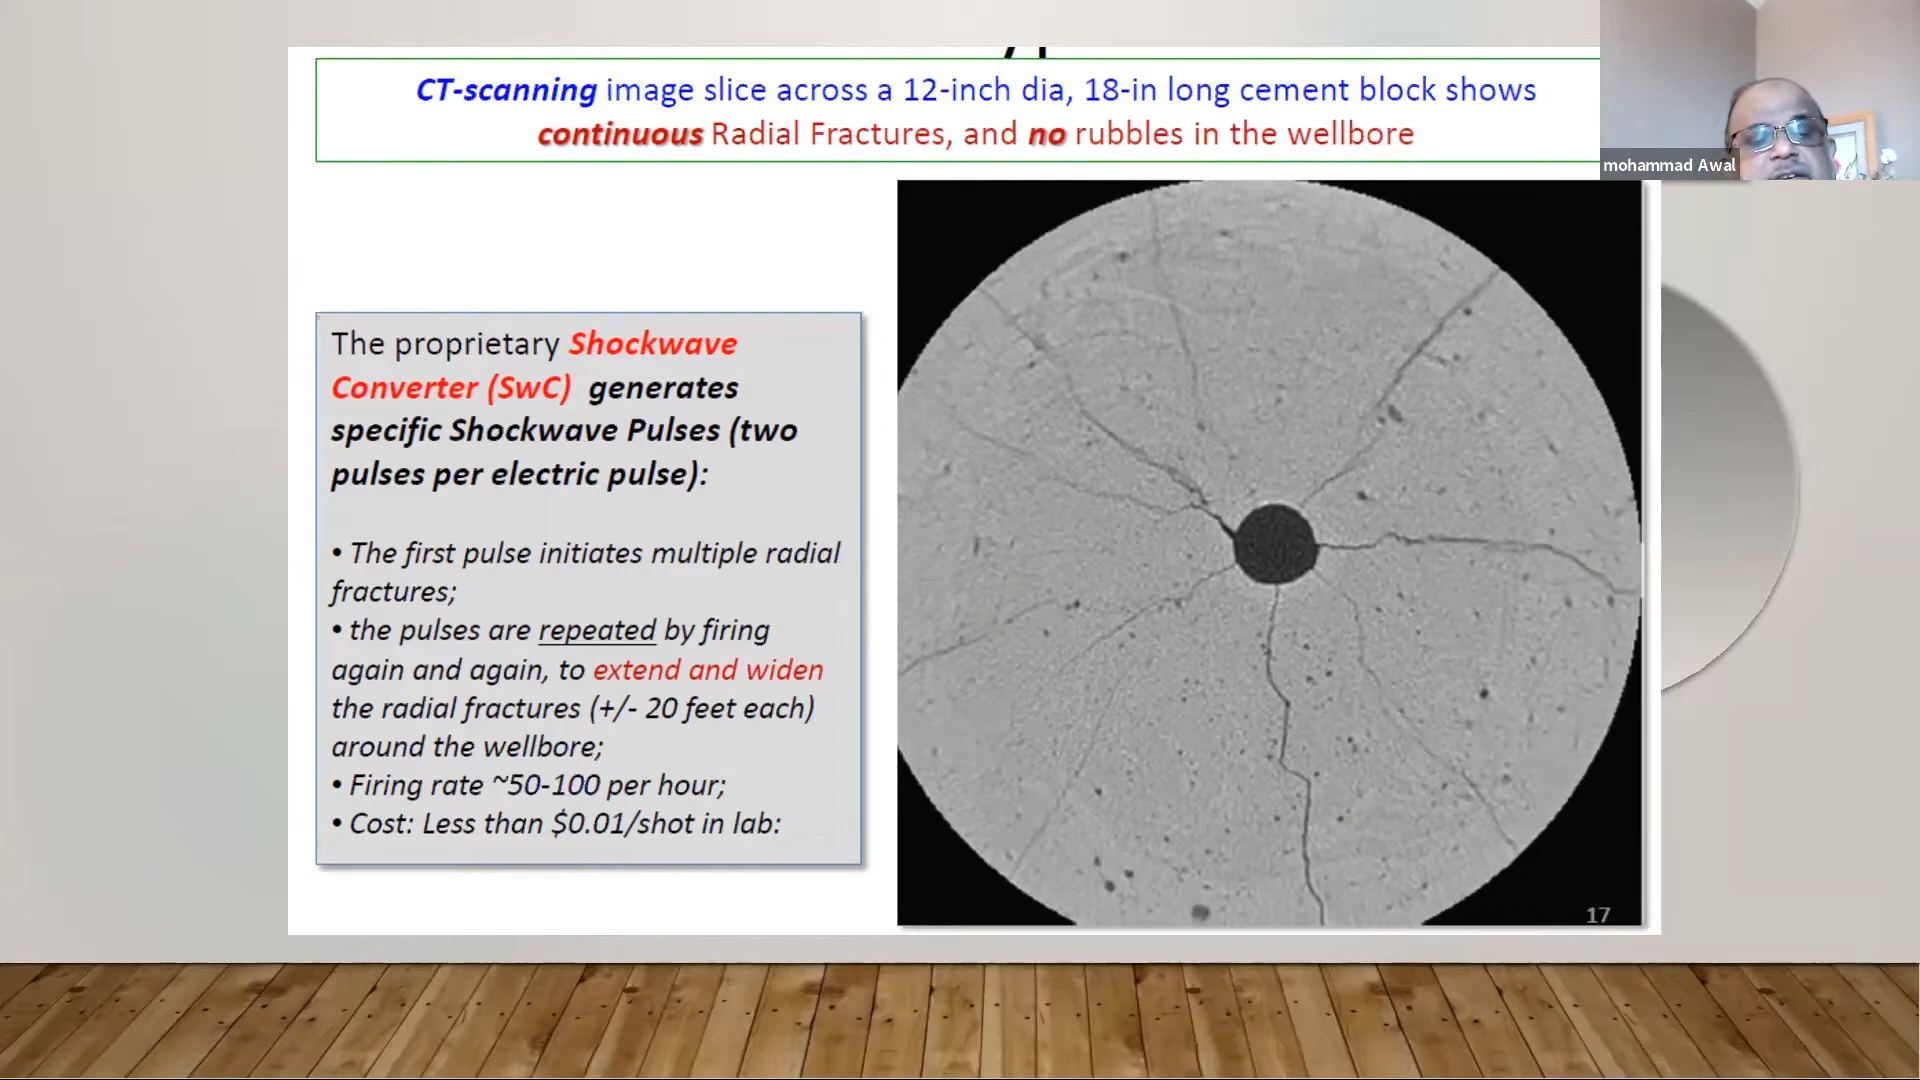 CT-scanning image slice across a 12-inch dia, 18-in long cement block shows
continuous Radial Fractures, and no rubbles in the wellbore
mohammad Awal
The proprietary Shockwave
Converter (SwC) generates
specific Shockwave Pulses (two
pulses per electric pulse):
• The first pulse initiates multiple radial
fractures;
• the pulses are repeated by firing
again and again, to extend and widen
the radial fractures (+/- 20 feet each)
around the wellbore;
• Firing rate ~50-100 per hour;
• Cost: Less than $0.01/shot in lab:
17